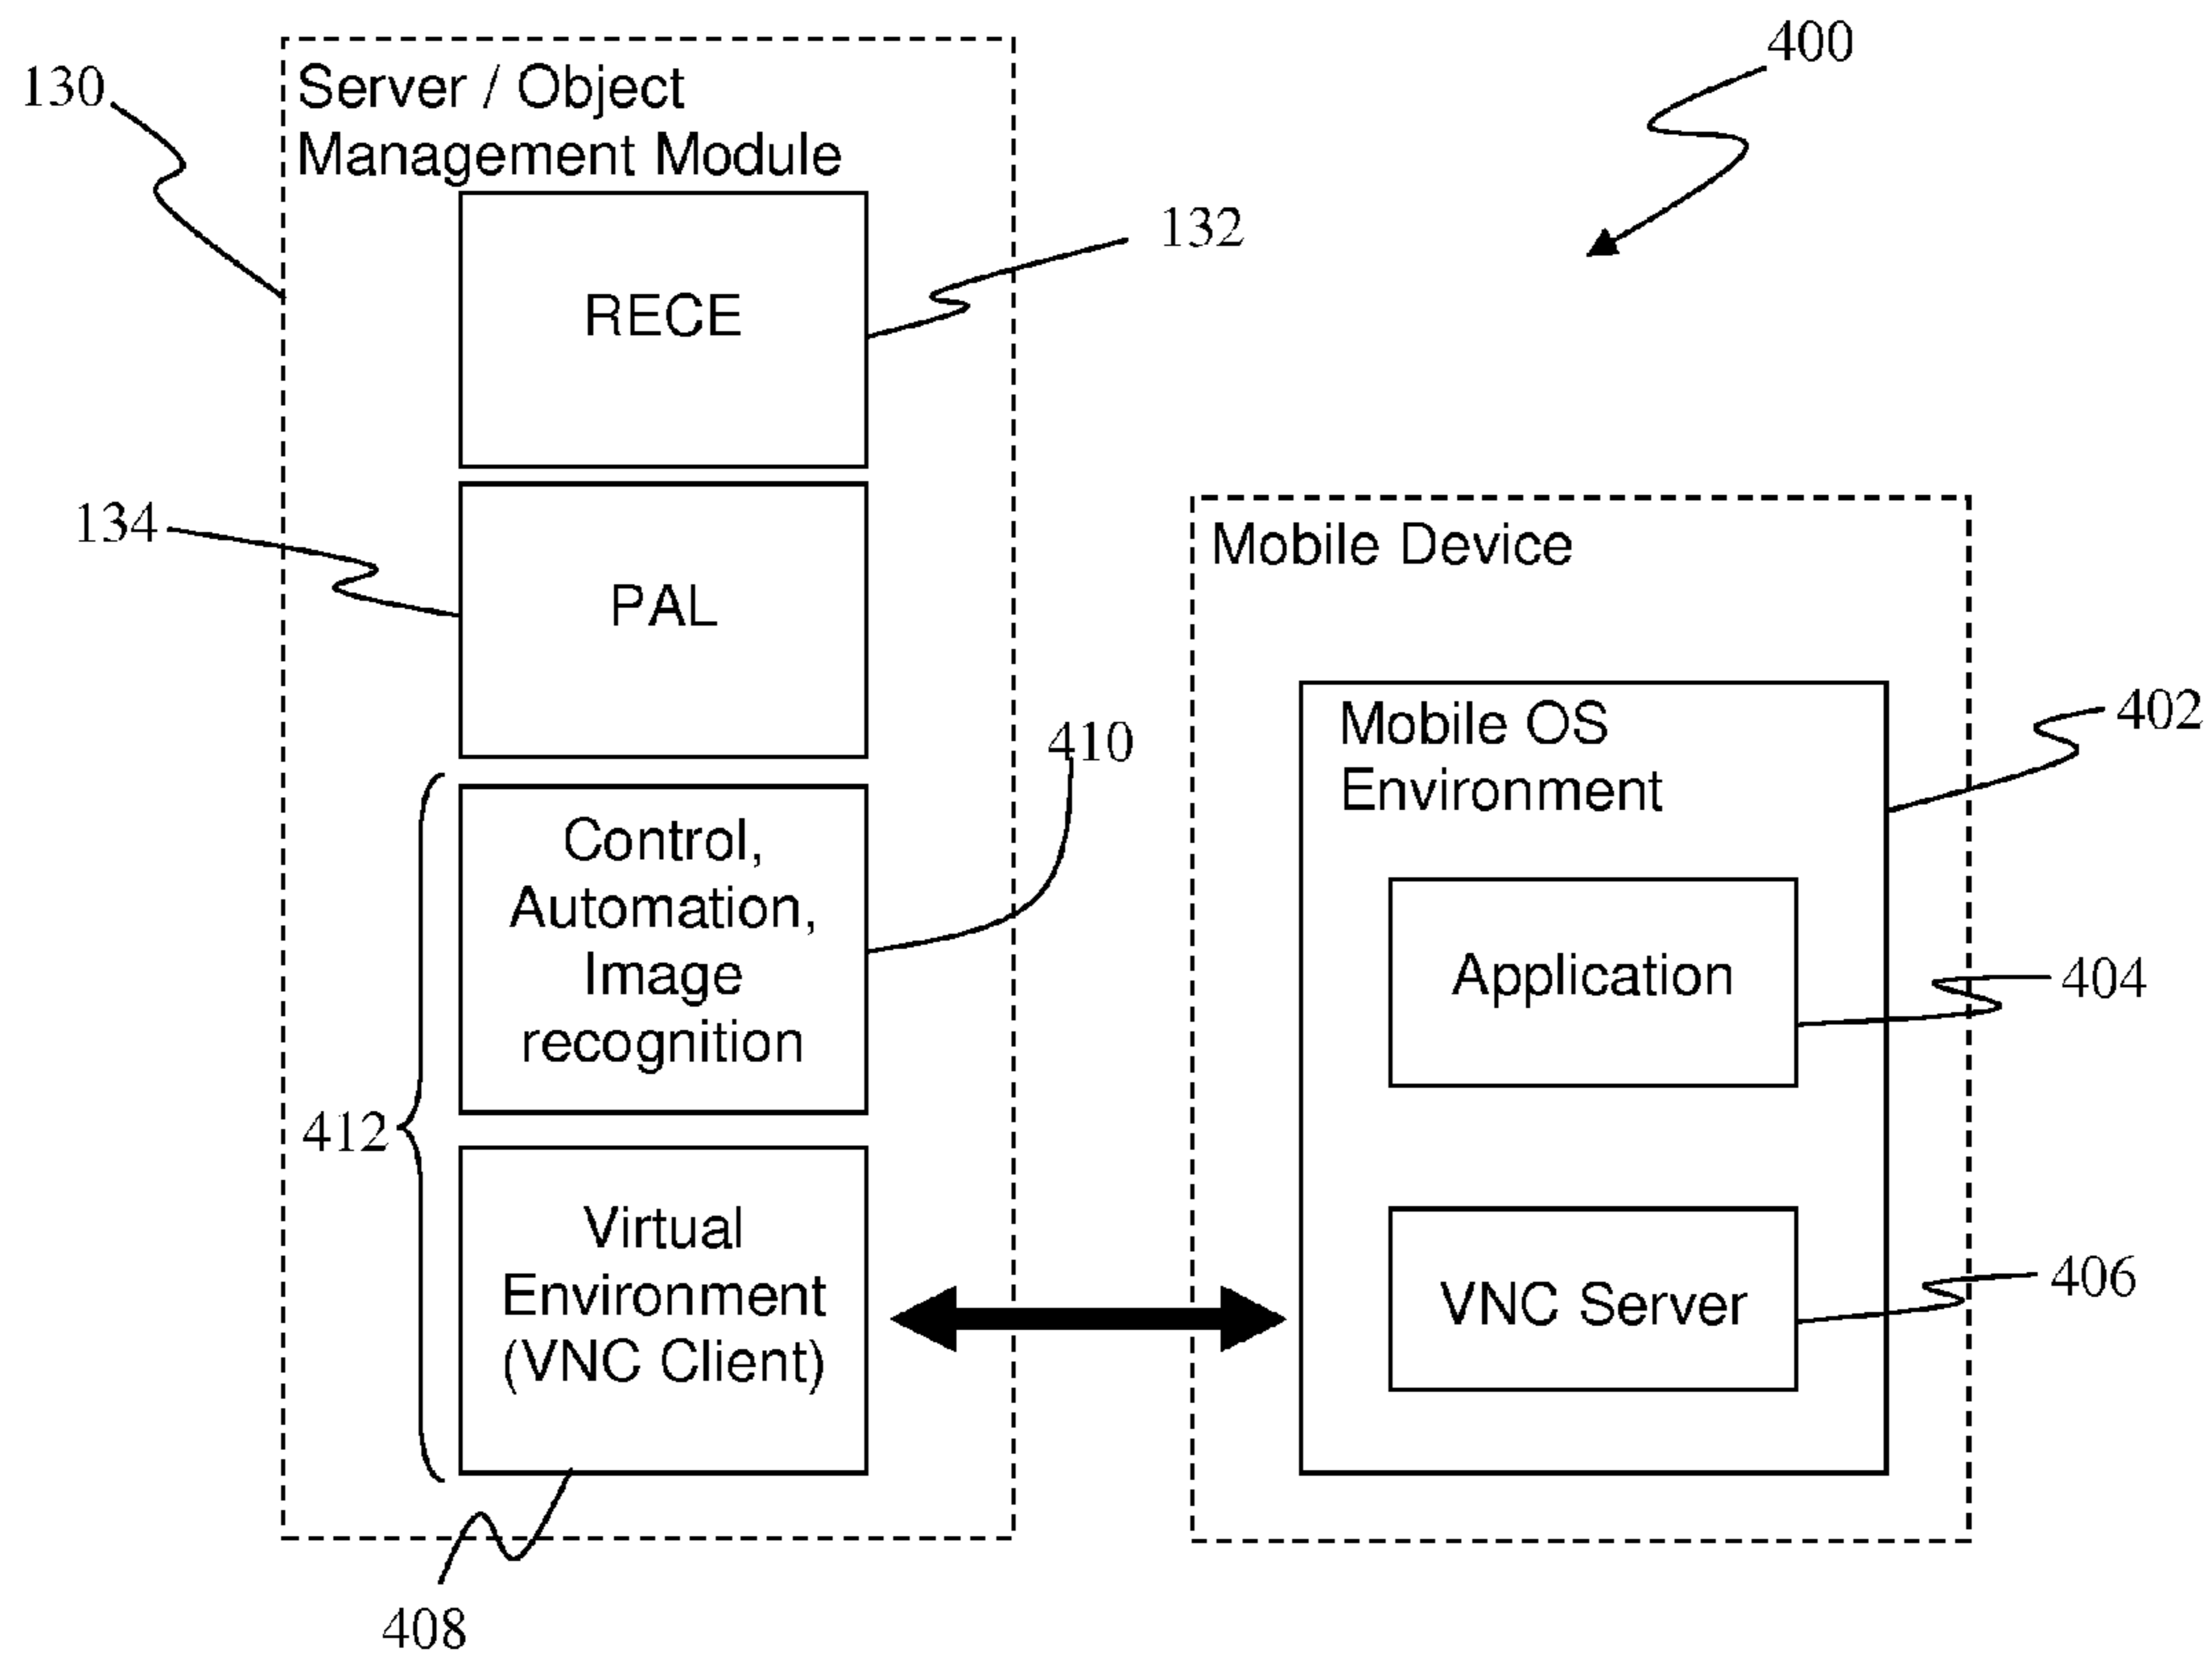 400
130
Server / Object
Management Module
132
RECE
134
PAL
Mobile Device
410
Mobile OS
Environment
402
Control,
Automation,
Image
recognition
Application
404
412
Virtual
Environment
(VNC Client)
VNC Server
406
408